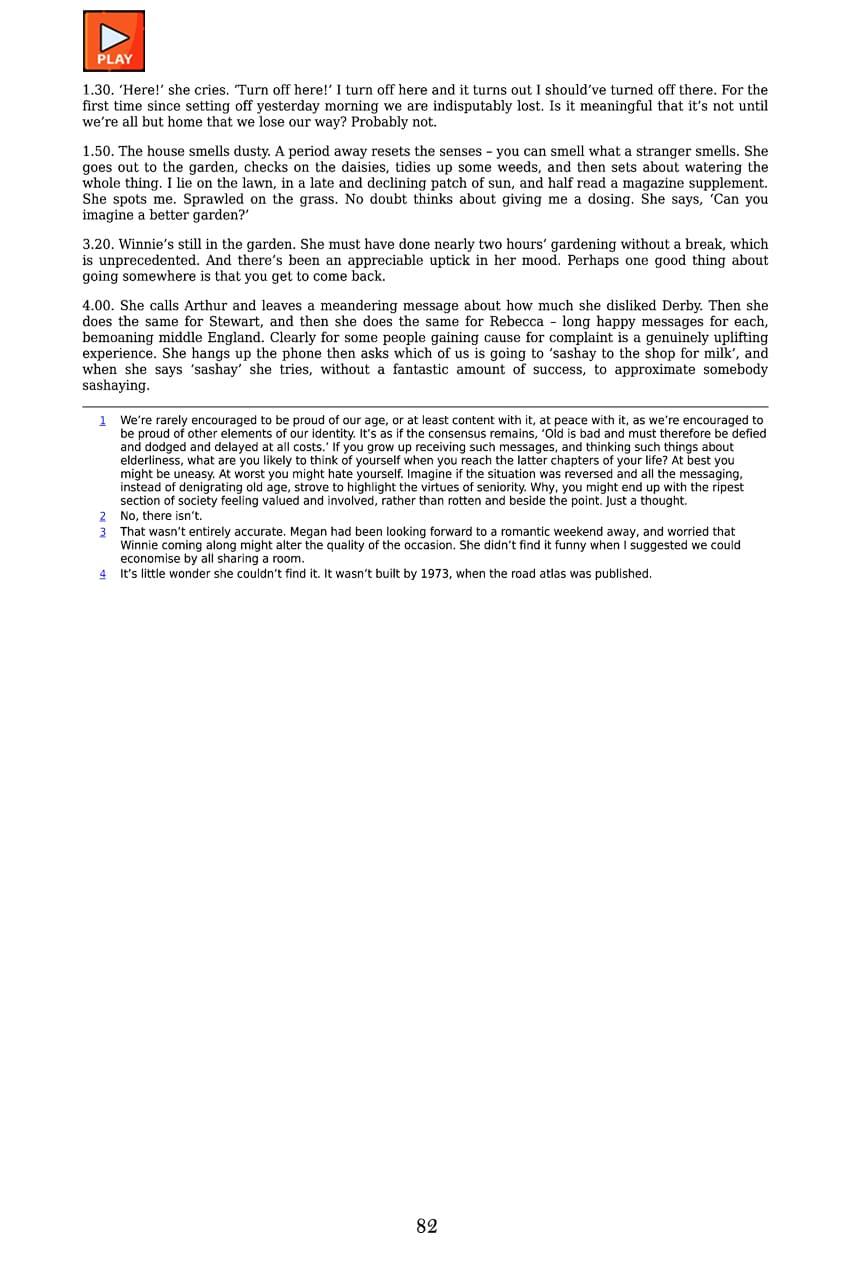 PLAY
1.30. ‘Here!’ she cries. ‘Turn off here!’ I turn off here and it turns out I should’ve turned off there. For the
first time since setting off yesterday morning we are indisputably lost. Is it meaningful that it’s not until
we’re all but home that we lose our way? Probably not.
1.50. The house smells dusty. A period away resets the senses – you can smell what a stranger smells. She
goes out to the garden, checks on the daisies, tidies up some weeds, and then sets about watering the
whole thing. I lie on the lawn, in a late and declining patch of sun, and half read a magazine supplement.
She spots me. Sprawled on the grass. No doubt thinks about giving me a dosing. She says, ‘Can you
imagine a better garden?’
3.20. Winnie’s still in the garden. She must have done nearly two hours’ gardening without a break, which
is unprecedented. And there’s been an appreciable uptick in her mood. Perhaps one good thing about
going somewhere is that you get to come back.
4.00. She calls Arthur and leaves a meandering message about how much she disliked Derby. Then she
does the same for Stewart, and then she does the same for Rebecca – long happy messages for each,
bemoaning middle England. Clearly for some people gaining cause for complaint is a genuinely uplifting
experience. She hangs up the phone then asks which of us is going to ‘sashay to the shop for milk’, and
when she says ‘sashay’ she tries, without a fantastic amount of success, to approximate somebody
sashaying.
1 We’re rarely encouraged to be proud of our age, or at least content with it, at peace with it, as we’re encouraged to
be proud of other elements of our identity. It’s as if the consensus remains, ‘Old is bad and must therefore be defied
and dodged and delayed at all costs.’ If you grow up receiving such messages, and thinking such things about
elderliness, what are you likely to think of yourself when you reach the latter chapters of your life? At best you
might be uneasy. At worst you might hate yourself. Imagine if the situation was reversed and all the messaging,
instead of denigrating old age, strove to highlight the virtues of seniority. Why, you might end up with the ripest
section of society feeling valued and involved, rather than rotten and beside the point. Just a thought.
2 No, there isn’t.
3 That wasn’t entirely accurate. Megan had been looking forward to a romantic weekend away, and worried that
Winnie coming along might alter the quality of the occasion. She didn’t find it funny when I suggested we could
economise by all sharing a room.
4 It’s little wonder she couldn’t find it. It wasn’t built by 1973, when the road atlas was published.
82